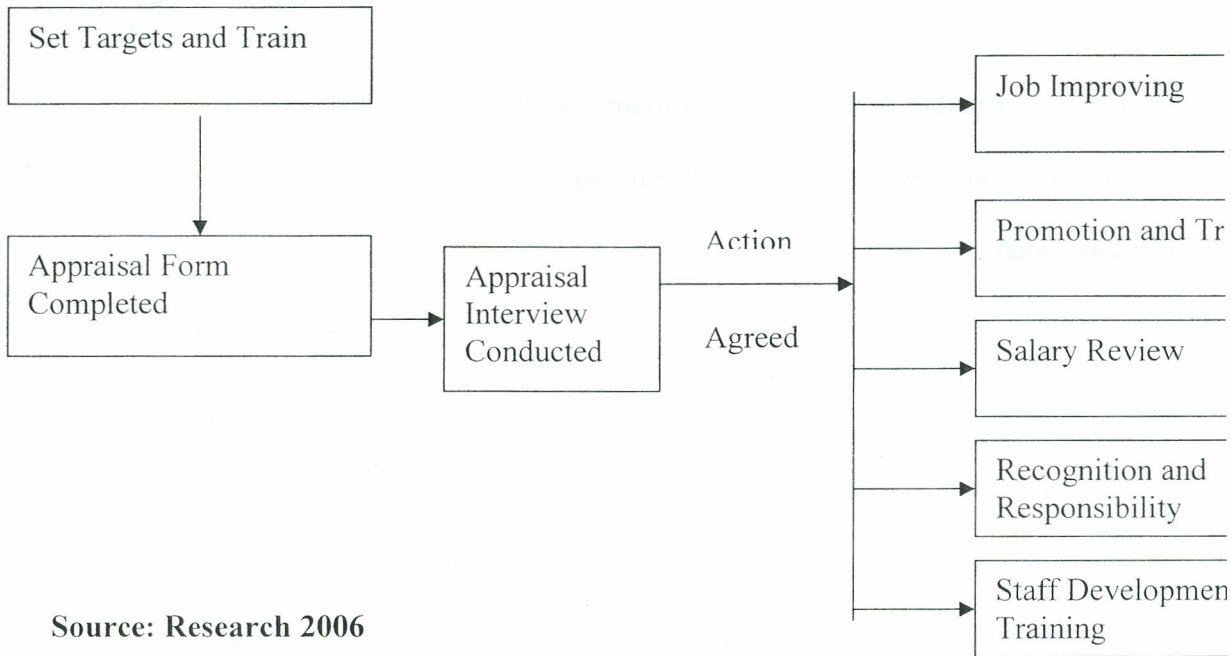 Set Targets and Train
Appraisal Form
Completed
Appraisal
Interview
Conducted
Action
Agreed
Job Improving
Promotion and Tr
Salary Review
Recognition and
Responsibility
Staff Developmen
Training
Source: Research 2006